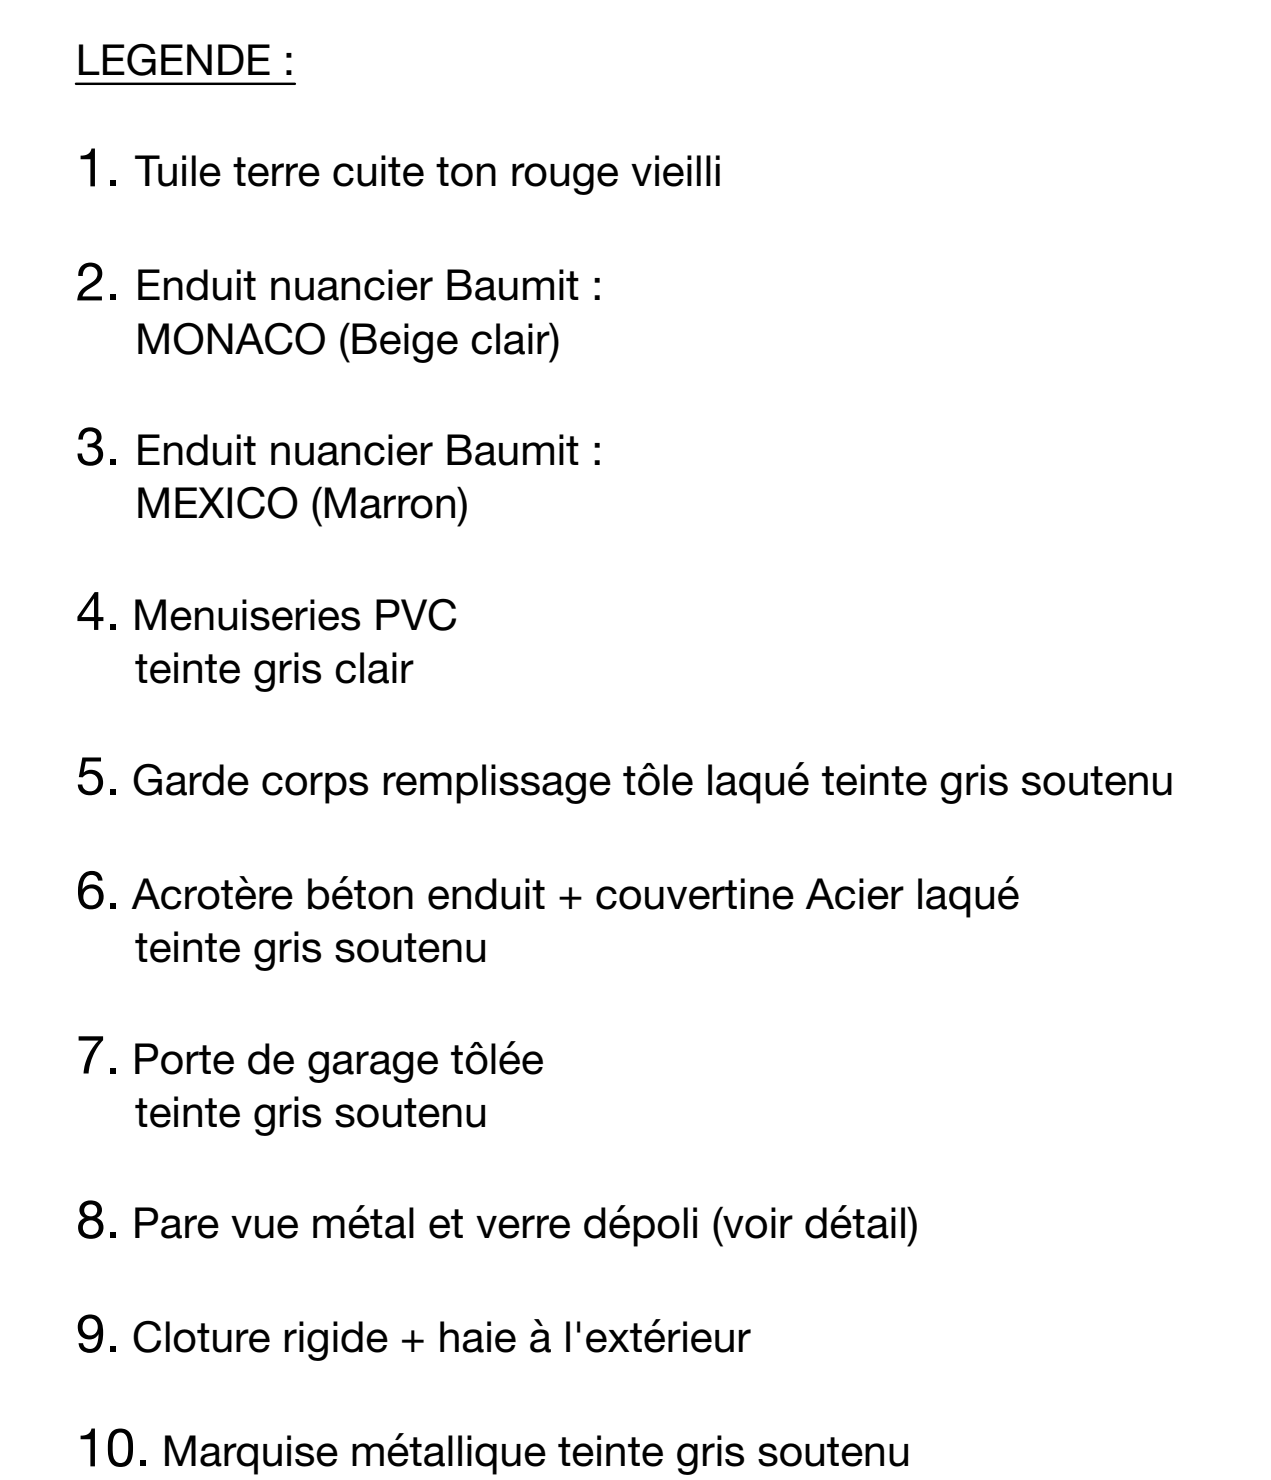 LEGENDE :
1. Tuile terre cuite ton rouge vieilli
2. Enduit nuancier Baumit :
MONACO (Beige clair)
3. Enduit nuancier Baumit :
MEXICO (Marron)
4. Menuiseries PVC
teinte gris clair
5. Garde corps remplissage tôle laqué teinte gris soutenu
6. Acrotère béton enduit + couvertine Acier laqué
teinte gris soutenu
7. Porte de garage tôlée
teinte gris soutenu
8. Pare vue métal et verre dépoli (voir détail)
9. Cloture rigide + haie à l'extérieur
10. Marquise métallique teinte gris soutenu